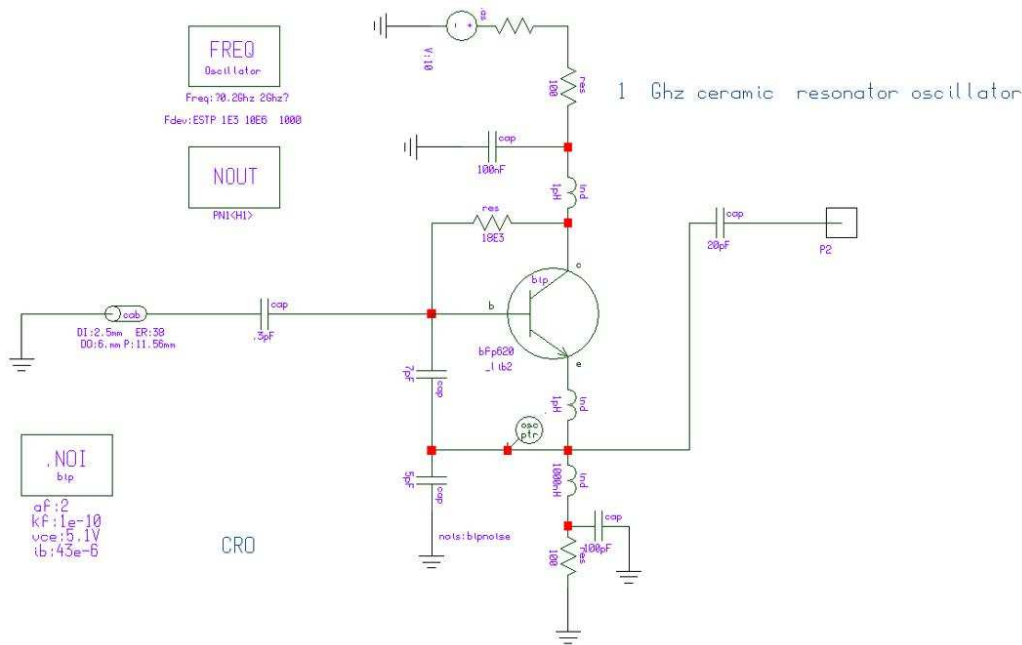 FREQ
Oscillator
Freq:?0.2Ghz 2Ghz?
Fdev:ESTP 1E3 10E6 1000
NOUT
PN1<H1>
V:10
res
100
1 Ghz ceramic resonator oscillator
cap
100nF
ind
1pH
res
18E3
cap
20pF
P2
c
bip
b
e
bfp620
_lib2
cab
DI:2.5mm ER:38
DO:6.mm P:11.56mm
cap
.3pF
7pF
cap
ind
1pH
osc
ptr
.NOI
bip
af:2
kf:1e-10
vce:5.1V
ib:43e-6
CRO
5pF
cap
nois:bipnoise
ind
1000nH
cap
100pF
res
100